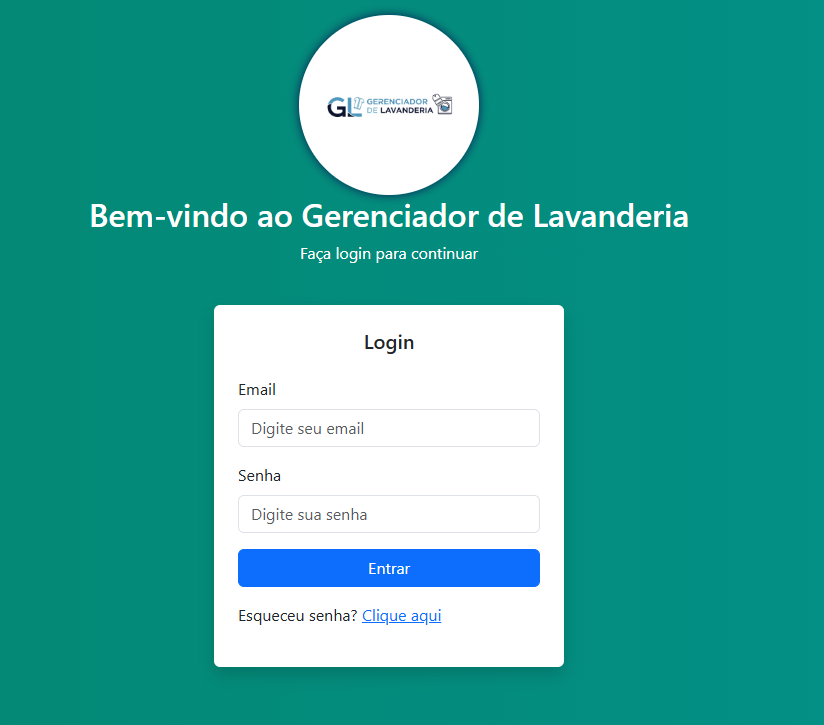 GL GERENCIADOR
DE LAVANDERIA
Bem-vindo ao Gerenciador de Lavanderia
Faça login para continuar
Login
Email
Digite seu email
Senha
Digite sua senha
Entrar
Esqueceu senha? Clique aqui